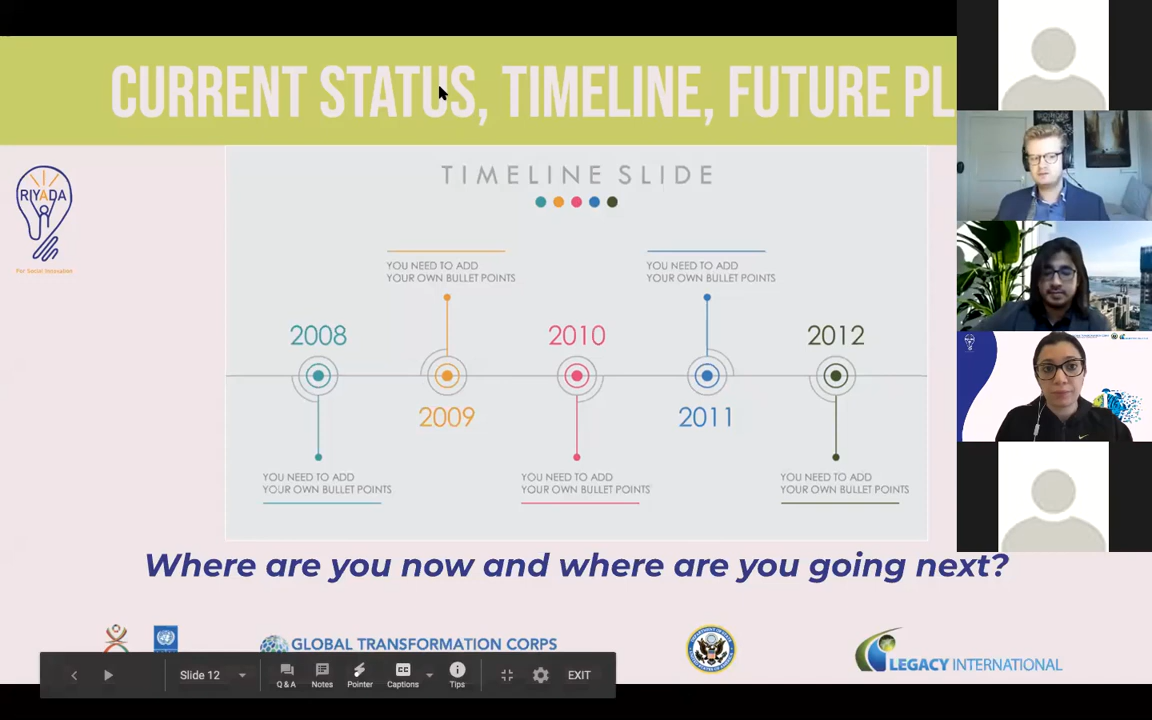 CURRENT STATUS, TIMELINE, FUTURE PL
RIYADA
For Social Innovation
TIMELINE SLIDE
YOU NEED TO ADD
YOUR OWN BULLET POINTS
YOU NEED TO ADD
YOUR OWN BULLET POINTS
2008
2010
2012
2009
2011
YOU NEED TO ADD
YOUR OWN BULLET POINTS
YOU NEED TO ADD
YOUR OWN BULLET POINTS
YOU NEED TO ADD
YOUR OWN BULLET POINTS
Where are you now and where are you going next?
GLOBAL TRANSFORMATION CORPS
LEGACY INTERNATIONAL
Slide 12
Q & A
Notes
Pointer
CC
Captions
Tips
EXIT